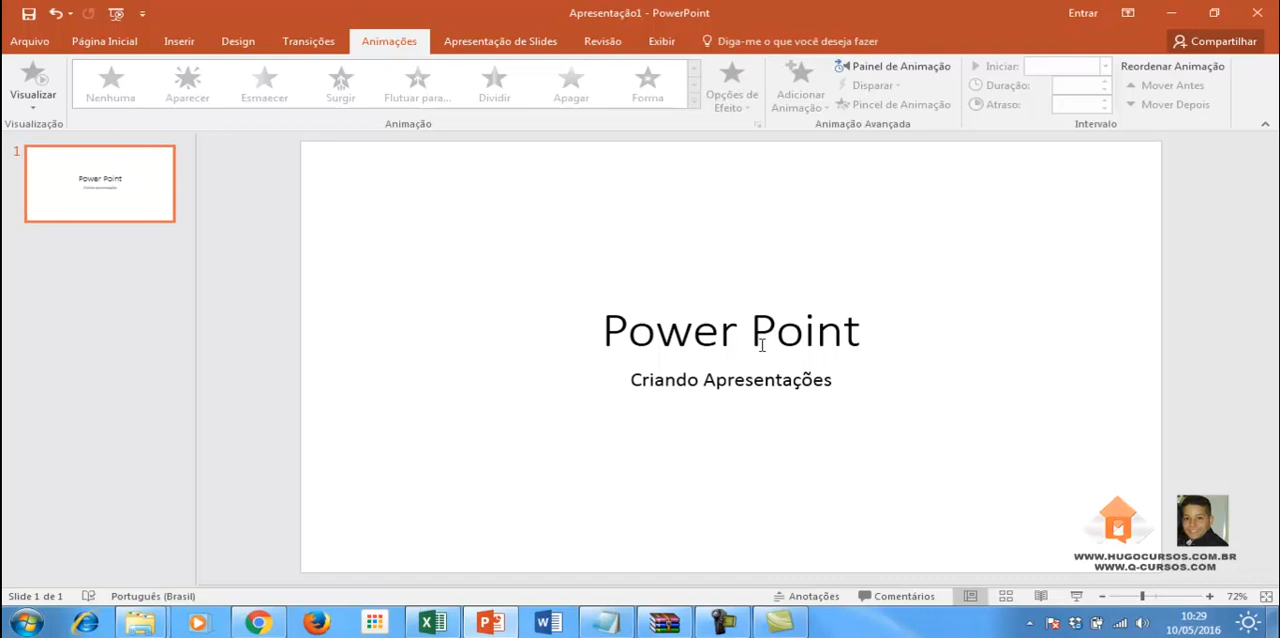 Apresentação1 - PowerPoint
Entrar
Arquivo
Página Inicial
Inserir
Design
Transições
Animações
Apresentação de Slides
Revisão
Exibir
Diga-me o que você deseja fazer
Compartilhar
Visualizar
Nenhuma
Aparecer
Esmaecer
Surgir
Flutuar para...
Dividir
Apagar
Forma
Opções de
Efeito
Adicionar
Animação
Painel de Animação
Disparar
Pincel de Animação
Iniciar:
Duração:
Atraso:
Reordenar Animação
Mover Antes
Mover Depois
Visualização
Animação
Animação Avançada
Intervalo
1
Power Point
Power Point
Criando Apresentações
WWW.HUGOCURSOS.COM.BR
WWW.Q-CURSOS.COM
Slide 1 de 1
Português (Brasil)
Anotações
Comentários
72%
10:29
10/05/2016